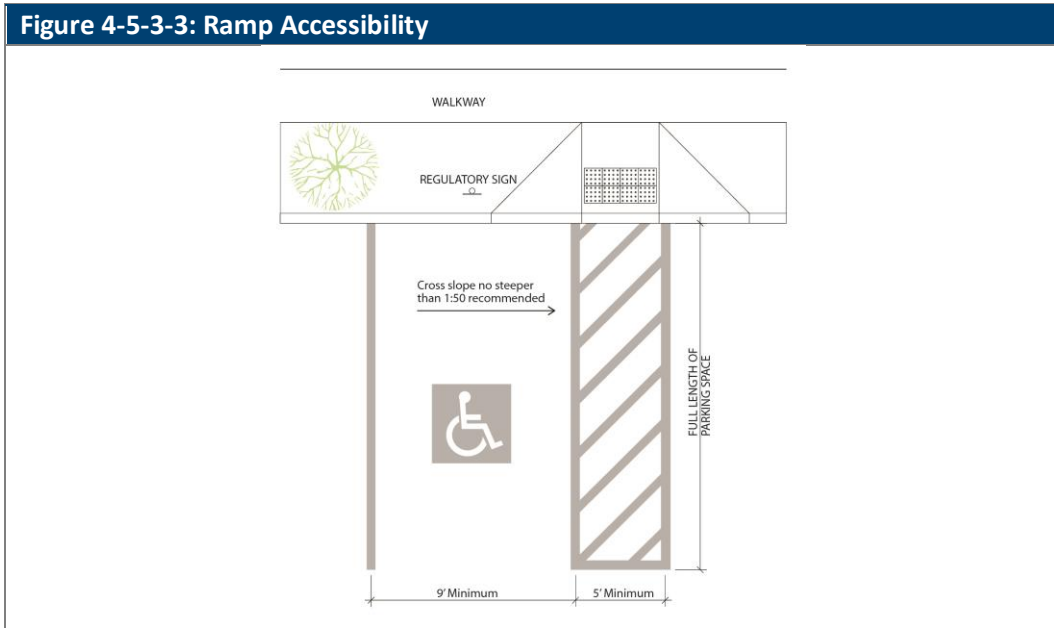 Figure 4-5-3-3: Ramp Accessibility
WALKWAY
REGULATORY SIGN
Cross slope no steeper
than 1:50 recommended
FULL LENGTH OF
PARKING SPACE
9' Minimum
5' Minimum